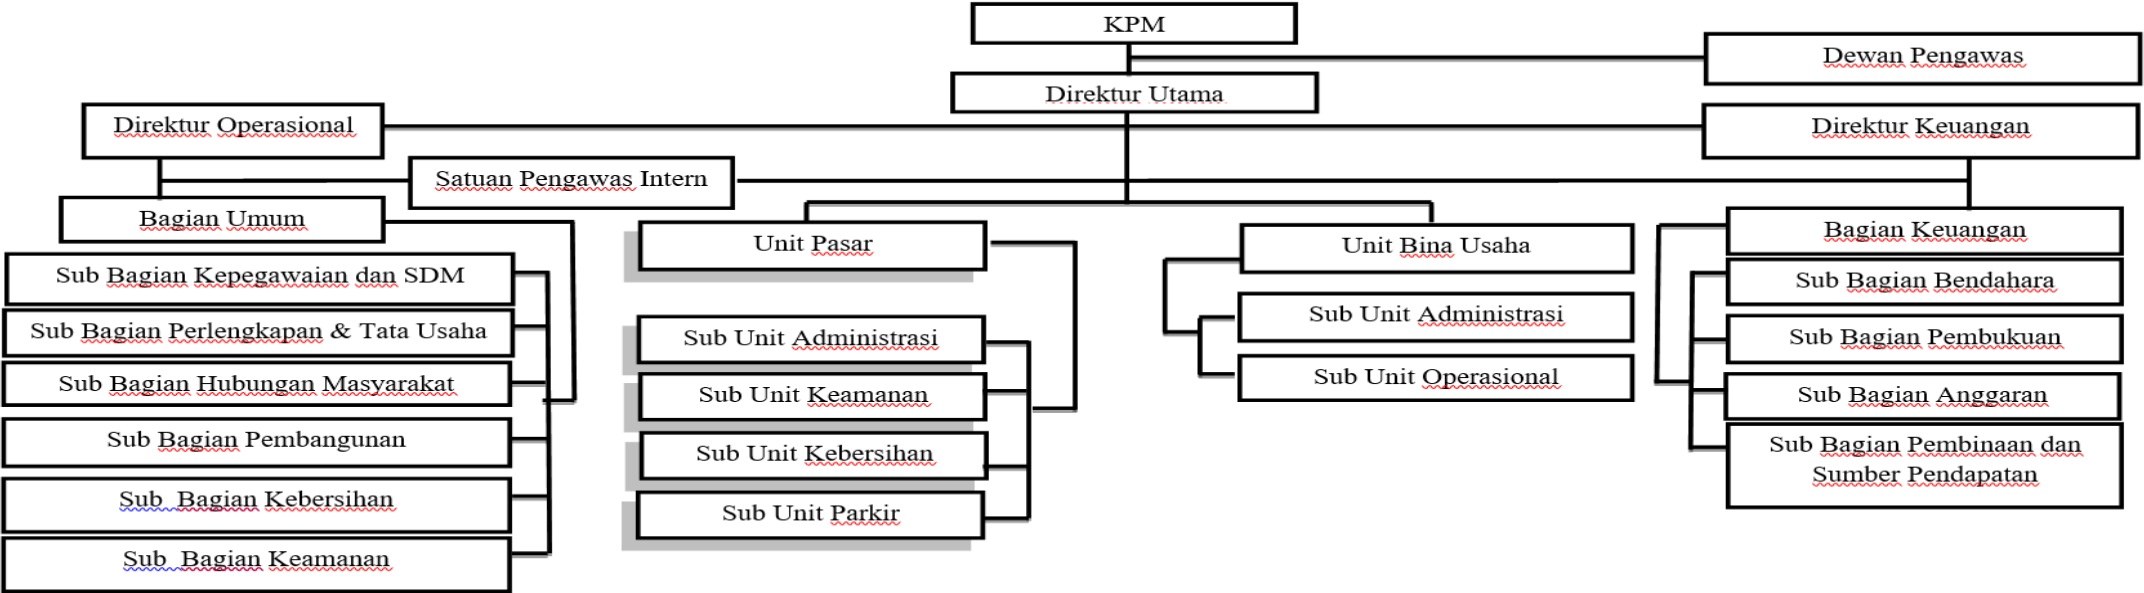 KPM
Dewan Pengawas
Direktur Utama
Direktur Operasional
Direktur Keuangan
Satuan Pengawas Intern
Bagian Umum
Sub Bagian Kepegawaian dan SDM
Sub Bagian Perlengkapan & Tata Usaha
Sub Bagian Hubungan Masyarakat
Sub Bagian Pembangunan
Sub Bagian Kebersihan
Sub Bagian Keamanan
Unit Pasar
Sub Unit Administrasi
Sub Unit Keamanan
Sub Unit Kebersihan
Sub Unit Parkir
Unit Bina Usaha
Sub Unit Administrasi
Sub Unit Operasional
Bagian Keuangan
Sub Bagian Bendahara
Sub Bagian Pembukuan
Sub Bagian Anggaran
Sub Bagian Pembinaan dan
Sumber Pendapatan